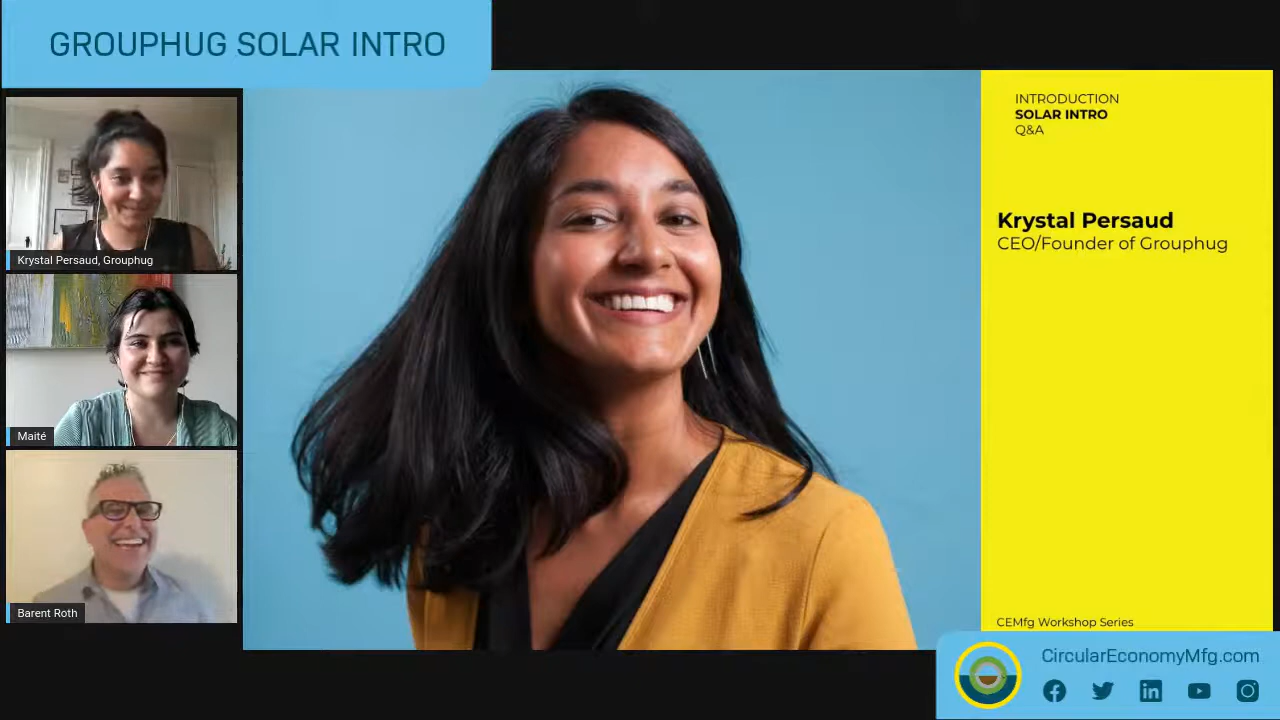 GROUPHUG SOLAR INTRO
Krystal Persaud, Grouphug
Maité
Barent Roth
INTRODUCTION
SOLAR INTRO
Q&A
Krystal Persaud
CEO/Founder of Grouphug
CEMfg Workshop Series
CircularEconomyMfg.com